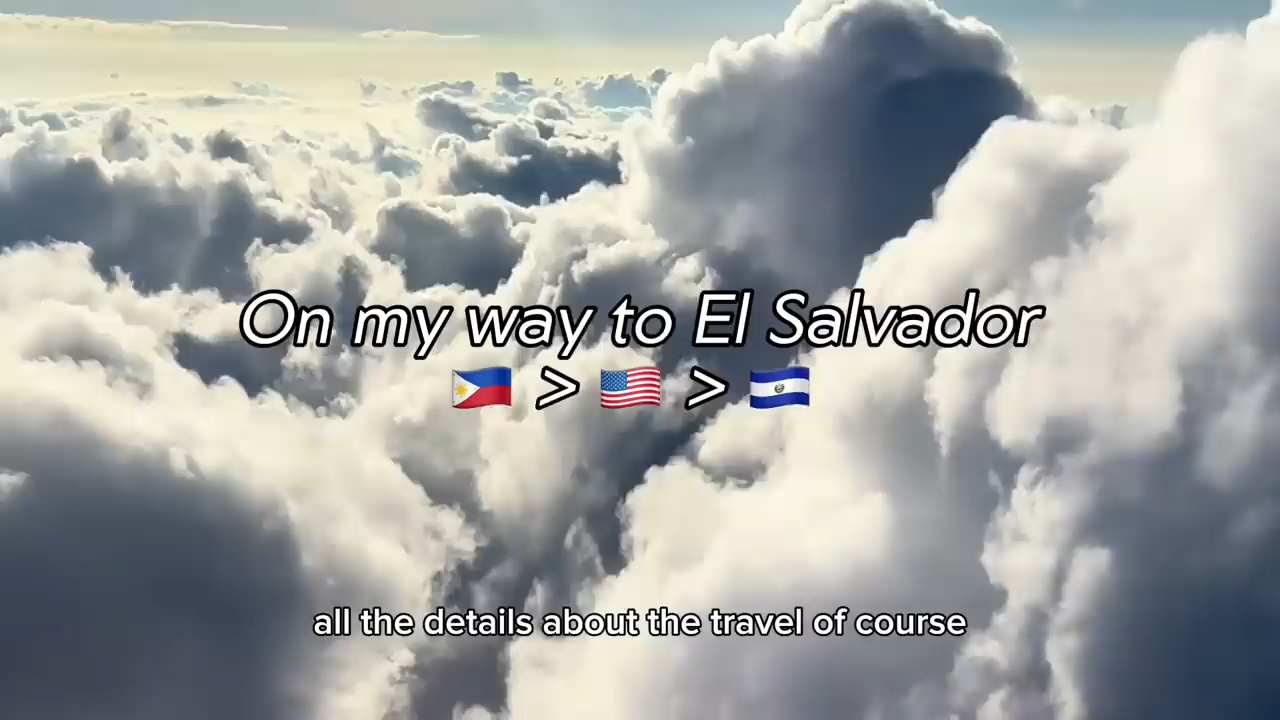 On my way to El Salvador
🇵🇭 > 🇺🇸 > 🇸🇻
all the details about the travel of course